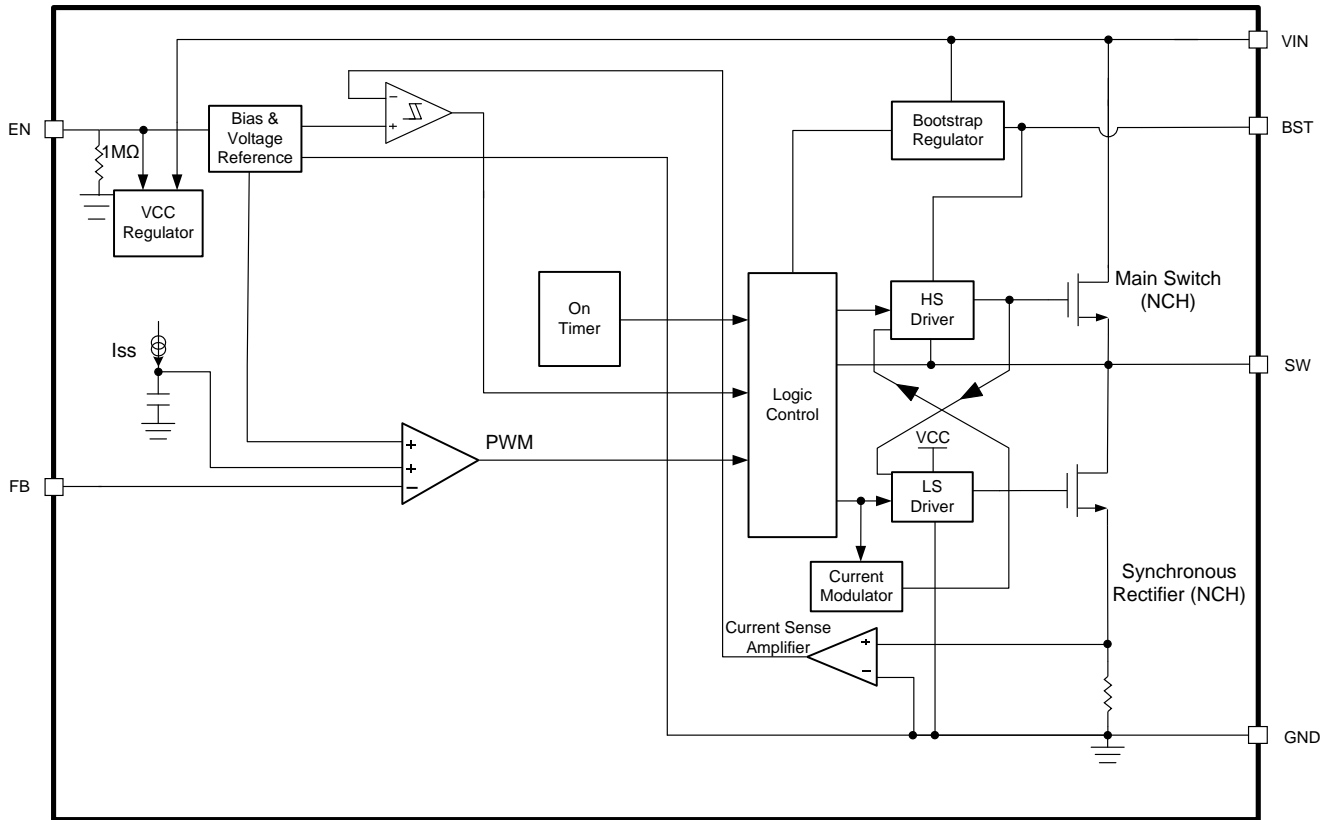 VIN
EN
Bias &
Voltage
Reference
−
+
Bootstrap
Regulator
BST
1MΩ
VCC
Regulator
On
Timer
HS
Driver
Main Switch
(NCH)
Iss
SW
Logic
Control
+
+
−
PWM
VCC
FB
LS
Driver
Current
Modulator
Synchronous
Rectifier (NCH)
Current Sense
Amplifier
+
−
GND